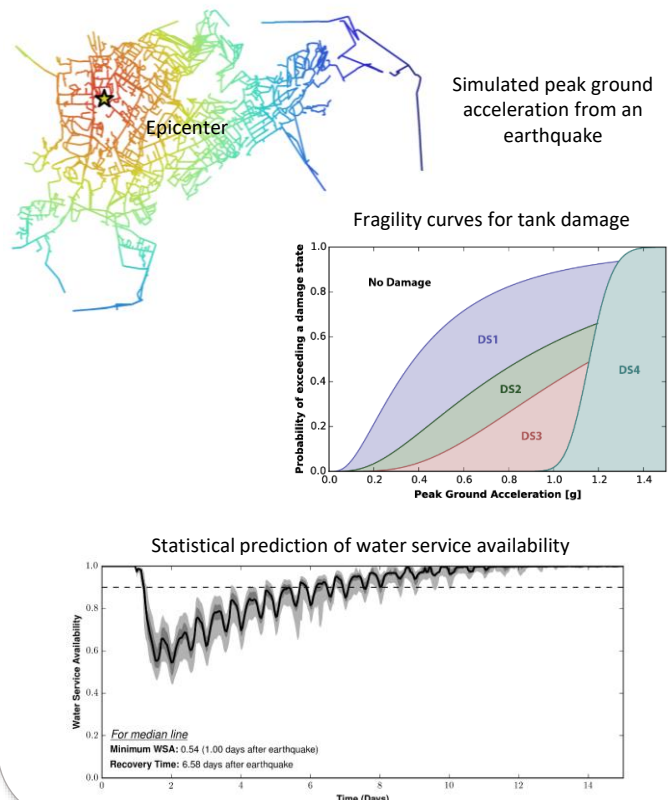 Epicenter
Simulated peak ground
acceleration from an
earthquake
Fragility curves for tank damage
Probability of exceeding a damage state
1.0
0.8
0.6
0.4
0.2
0.0
No Damage
DS1
DS2
DS3
DS4
0.2 0.4 0.6 0.8 1.0 1.2 1.4
Peak Ground Acceleration [g]
Statistical prediction of water service availability
Water Service Availability
1.0
0.8
0.6
0.4
0.2
0.0
For median line
Minimum WSA: 0.54 (1.00 days after earthquake)
Recovery Time: 6.58 days after earthquake
0 2 4 6 8 10 12 14
Time (Days)